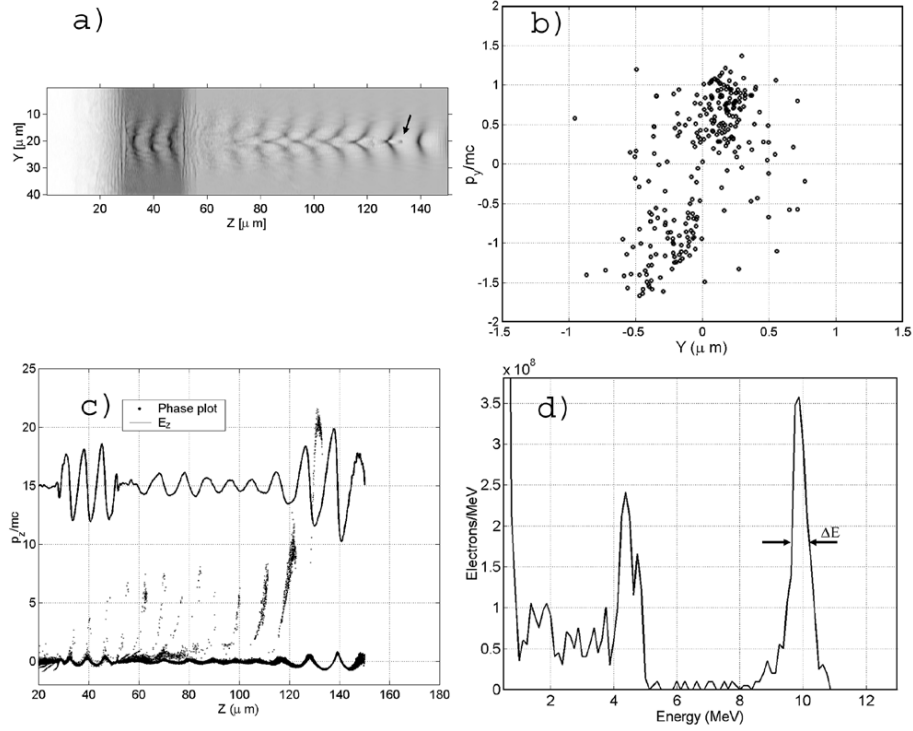 a)
10
20
30
40
Y [μ m]
20 40 60 80 100 120 140
Z [μ m]
b)
2
1.5
1
0.5
0
-0.5
-1
-1.5
-2
p_y/mc
-1.5 -1 -0.5 0 0.5 1 1.5
Y (μ m)
c)
Phase plot
E_z
25
20
15
10
5
0
p_z/mc
20 40 60 80 100 120 140 160 180
Z (μ m)
d)
x 10^8
3.5
3
2.5
2
1.5
1
0.5
0
Electrons/MeV
ΔE
2 4 6 8 10 12
Energy (MeV)